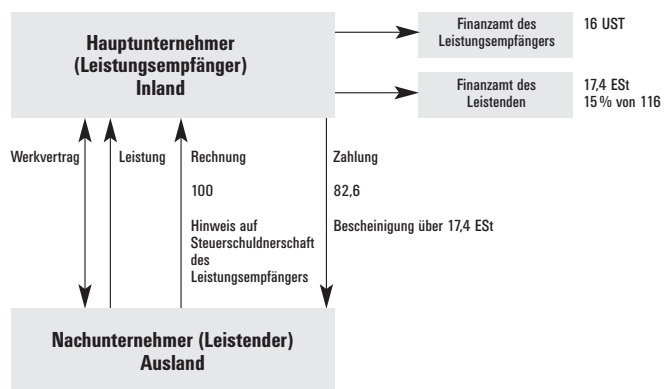 Hauptunternehmer
(Leistungsempfänger)
Inland
Finanzamt des
Leistungsempfängers
16 UST
Finanzamt des
Leistenden
17,4 ESt
15 % von 116
Werkvertrag
Leistung
Rechnung
100
Hinweis auf
Steuerschuldnerschaft
des
Leistungsempfängers
Zahlung
82,6
Bescheinigung über 17,4 ESt
Nachunternehmer (Leistender)
Ausland